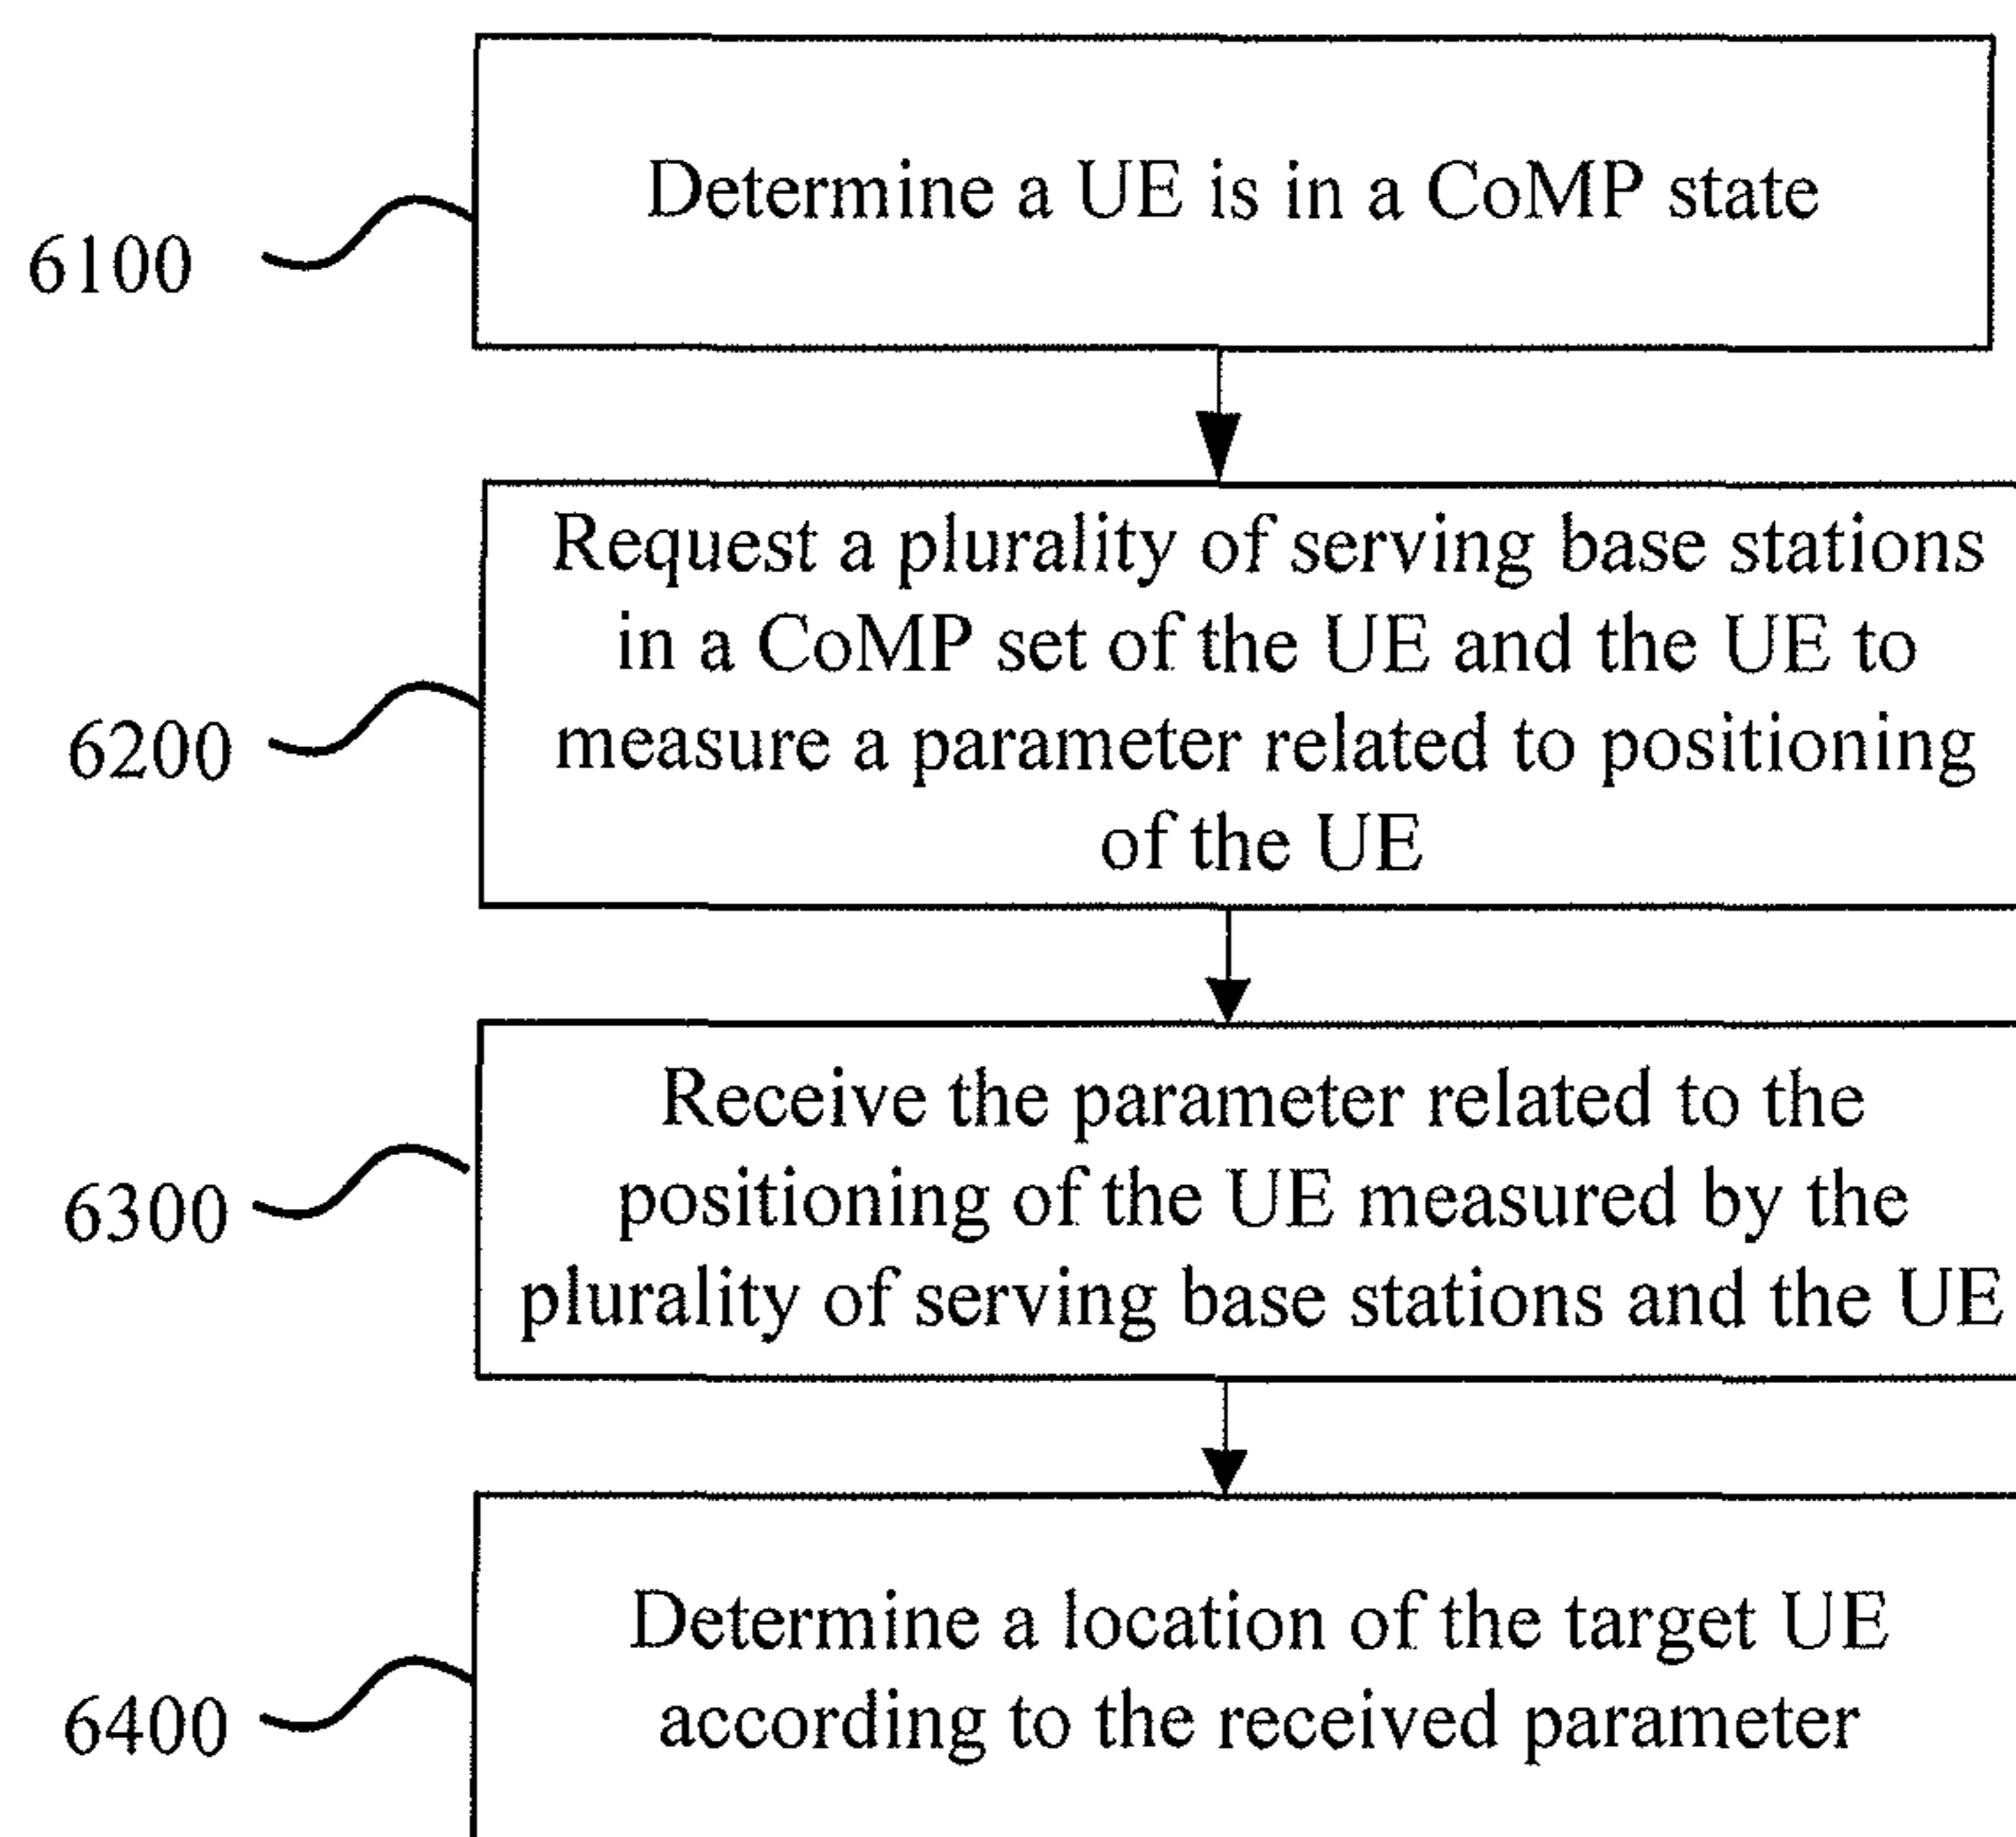 Determine a UE is in a CoMP state
6100
Request a plurality of serving base stations
in a CoMP set of the UE and the UE to
measure a parameter related to positioning
of the UE
6200
Receive the parameter related to the
positioning of the UE measured by the
plurality of serving base stations and the UE
6300
Determine a location of the target UE
according to the received parameter
6400